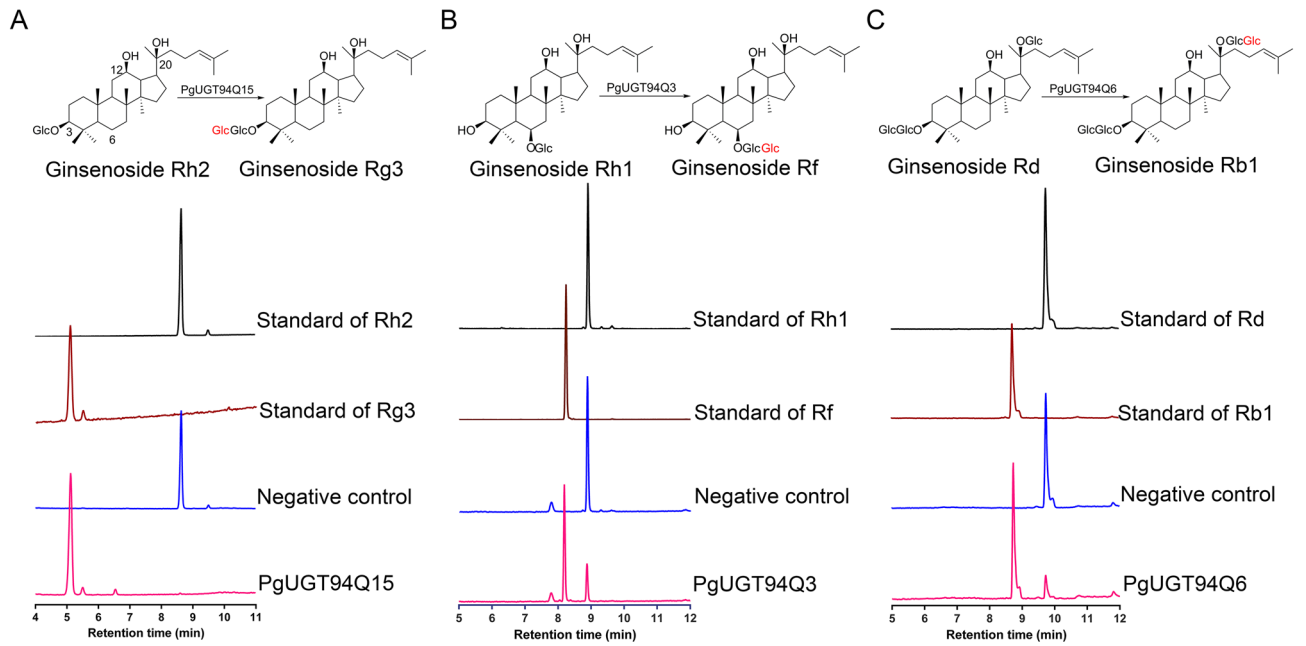 A
OH
OH
12
20
GlcO
3
6
PgUGT94Q15
OH
OH
GlcGlcO
Ginsenoside Rh2
Ginsenoside Rg3
Standard of Rh2
Standard of Rg3
Negative control
PgUGT94Q15
4 5 6 7 8 9 10 11
Retention time (min)
B
OH
OH
HO
OGlc
PgUGT94Q3
OH
OH
HO
OGlcGlc
Ginsenoside Rh1
Ginsenoside Rf
Standard of Rh1
Standard of Rf
Negative control
PgUGT94Q3
5 6 7 8 9 10 11 12
Retention time (min)
C
OGlc
OH
GlcGlcO
PgUGT94Q6
OGlcGlc
OH
GlcGlcO
Ginsenoside Rd
Ginsenoside Rb1
Standard of Rd
Standard of Rb1
Negative control
PgUGT94Q6
5 6 7 8 9 10 11 12
Retention time (min)